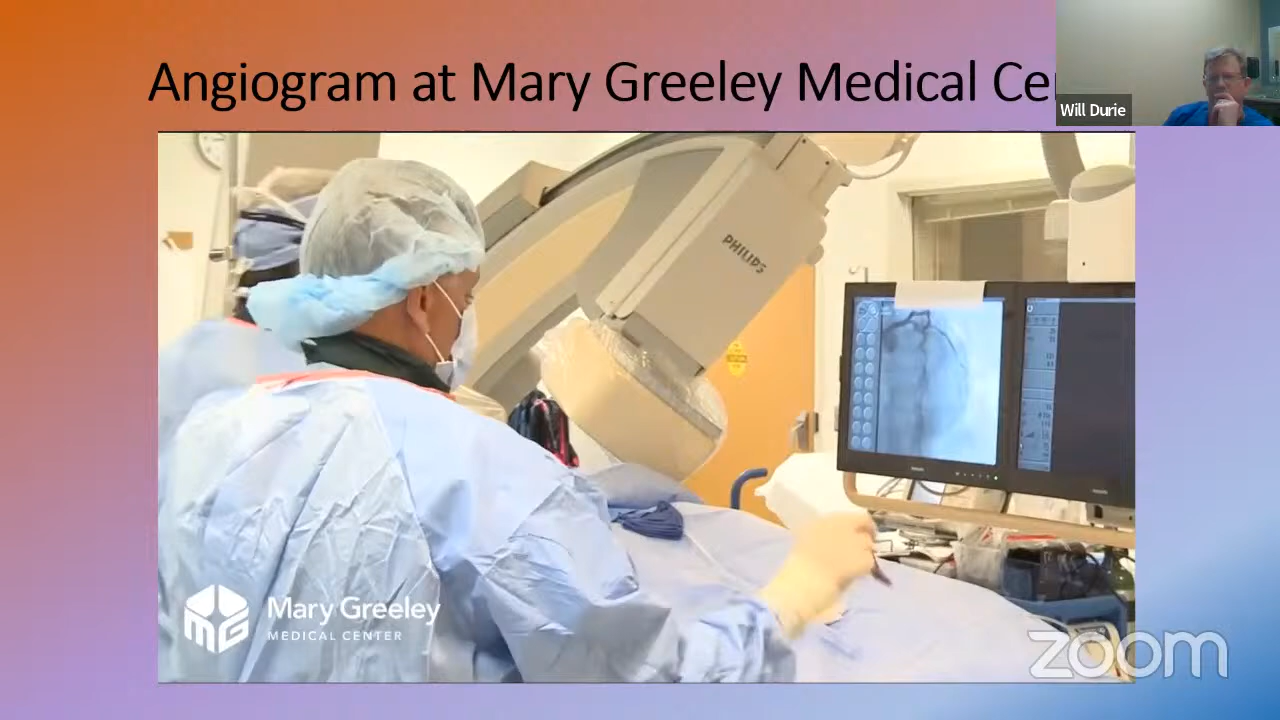 Angiogram at Mary Greeley Medical Ce
Will Durie
PHILIPS
Mary Greeley
MEDICAL CENTER
zoom